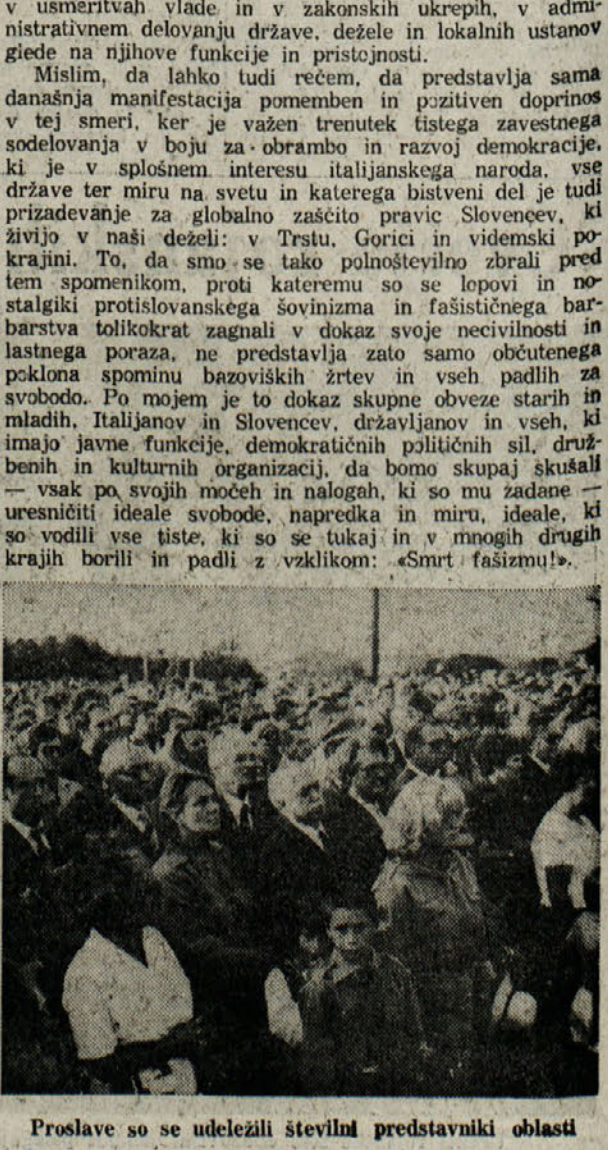 v usmeritvah vlade in v zakonskih ukrepih, v admi-
nistrativnem delovanju države, dežele in lokalnih ustanov
glede na njihove funkcije in pristojnosti.
Mislim, da lahko tudi rečem, da predstavlja sama
današnja manifestacija pomemben in pozitiven doprinos
v tej smeri, ker je važen trenutek tistega zavestnega
sodelovanja v boju za obrambo in razvoj demokracije,
ki je v splošnem interesu italijanskega naroda, vse
države ter miru na svetu in katerega bistveni del je tudi
prizadevanje za globalno zaščito pravic Slovencev, ki
živijo v naši deželi: v Trstu, Gorici in videmski po-
krajini. To, da smo se tako polnoštevilno zbrali pred
tem spomenikom, proti kateremu so se lopovi in no-
stalgiki protislovanskega šovinizma in fašističnega bar-
barstva tolikokrat zagnali v dokaz svoje necivilnosti in
lastnega poraza, ne predstavlja zato samo občutenega
poklona spominu bazoviških žrtev in vseh padlih za
svobodo. Po mojem je to dokaz skupne obveze starih in
mladih, Italijanov in Slovencev, državljanov in vseh, ki
imajo javne funkcije, demokratičnih političnih sil, druž-
benih in kulturnih organizacij, da bomo skupaj skušali
— vsak po svojih močeh in nalogah, ki so mu zadane —
uresničiti ideale svobode, napredka in miru, ideale, ki
so vodili vse tiste, ki so se tukaj in v mnogih drugih
krajih borili in padli z vzklikom: «Smrt fašizmu!».
Proslave so se udeležili številni predstavniki oblasti